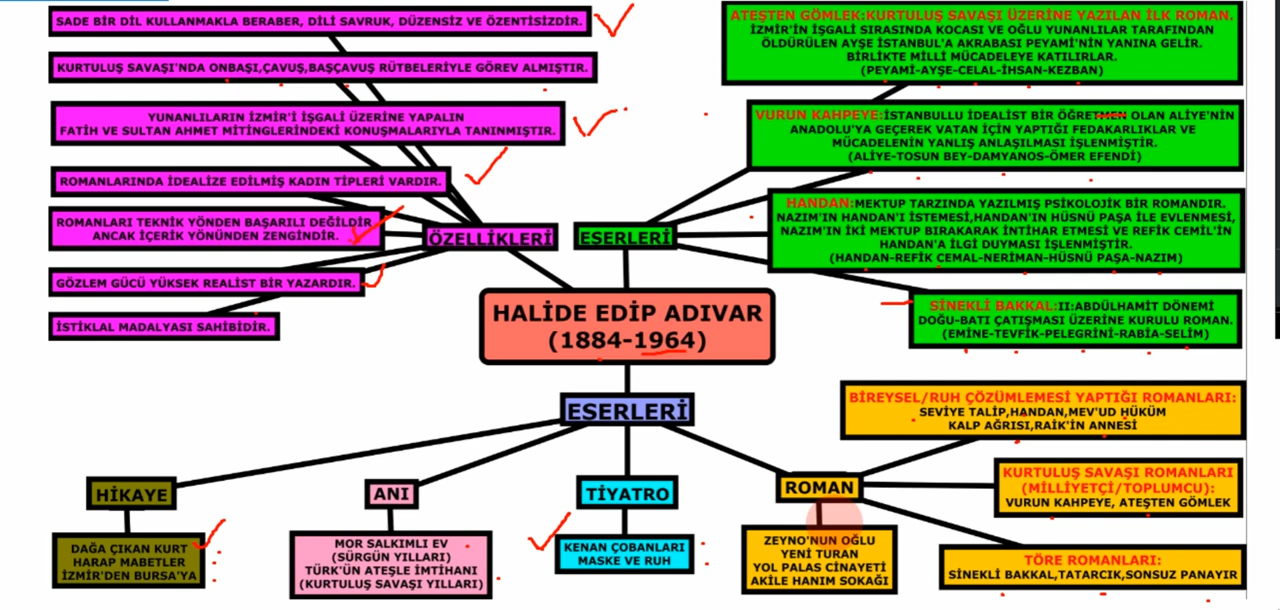 SADE BİR DİL KULLANMAKLA BERABER, DİLİ SAVRUK, DÜZENSİZ VE ÖZENTİSİZDİR.
KURTULUŞ SAVAŞI'NDA ONBAŞI,ÇAVUŞ,BAŞÇAVUŞ RÜTBELERİYLE GÖREV ALMIŞTIR.
YUNANLILARIN İZMİR'İ İŞGALİ ÜZERİNE YAPALIN
FATİH VE SULTAN AHMET MİTİNGLERİNDEKİ KONUŞMALARIYLA TANINMIŞTIR.
ROMANLARINDA İDEALİZE EDİLMİŞ KADIN TİPLERİ VARDIR.
ROMANLARI TEKNİK YÖNDEN BAŞARILI DEĞİLDİR
ANCAK İÇERİK YÖNÜNDEN ZENGİNDİR.
GÖZLEM GÜCÜ YÜKSEK REALİST BİR YAZARDIR.
İSTİKLAL MADALYASI SAHİBİDİR.
ÖZELLİKLERİ
ATEŞTEN GÖMLEK:KURTULUŞ SAVAŞI ÜZERİNE YAZILAN İLK ROMAN.
İZMİR'İN İŞGALİ SIRASINDA KOCASI VE OĞLU YUNANLILAR TARAFINDAN
ÖLDÜRÜLEN AYŞE İSTANBUL'A AKRABASI PEYAMİ'NİN YANINA GELİR.
BİRLİKTE MİLLİ MÜCADELEYE KATILIRLAR.
(PEYAMİ-AYŞE-CELAL-İHSAN-KEZBAN)
VURUN KAHPEYE:İSTANBULLU İDEALİST BİR ÖĞRETMEN OLAN ALİYE'NİN
ANADOLU'YA GEÇEREK VATAN İÇİN YAPTIĞI FEDAKARLIKLAR VE
MÜCADELENİN YANLIŞ ANLAŞILMASI İŞLENMİŞTİR.
(ALİYE-TOSUN BEY-DAMYANOS-ÖMER EFENDİ)
HANDAN:MEKTUP TARZINDA YAZILMIŞ PSİKOLOJİK BİR ROMANDIR.
NAZIM'IN HANDAN'I İSTEMESİ,HANDAN'IN HÜSNÜ PAŞA İLE EVLENMESİ,
NAZIM'IN İKİ MEKTUP BIRAKARAK İNTİHAR ETMESİ VE REFİK CEMİL'İN
HANDAN'A İLGİ DUYMASI İŞLENMİŞTİR.
(HANDAN-REFİK CEMAL-NERİMAN-HÜSNÜ PAŞA-NAZIM)
SİNEKLİ BAKKAL:II:ABDÜLHAMİT DÖNEMİ
DOĞU-BATI ÇATIŞMASI ÜZERİNE KURULU ROMAN.
(EMİNE-TEVFİK-PELEGRİNİ-RABİA-SELİM)
ESERLERİ
HALİDE EDİP ADIVAR
(1884-1964)
ESERLERİ
HİKAYE
DAĞA ÇIKAN KURT
HARAP MABETLER
İZMİR'DEN BURSA'YA
ANI
MOR SALKIMLI EV
(SÜRGÜN YILLARI)
TÜRK'ÜN ATEŞLE İMTİHANI
(KURTULUŞ SAVAŞI YILLARI)
TİYATRO
KENAN ÇOBANLARI
MASKE VE RUH
ROMAN
ZEYNO'NUN OĞLU
YENİ TURAN
YOL PALAS CİNAYETİ
AKİLE HANIM SOKAĞI
BİREYSEL/RUH ÇÖZÜMLEMESİ YAPTIĞI ROMANLARI:
SEVİYE TALİP,HANDAN,MEV'UD HÜKÜM
KALP AĞRISI,RAİK'İN ANNESİ
KURTULUŞ SAVAŞI ROMANLARI
(MİLLİYETÇİ/TOPLUMCU):
VURUN KAHPEYE, ATEŞTEN GÖMLEK
TÖRE ROMANLARI:
SİNEKLİ BAKKAL,TATARCIK,SONSUZ PANAYIR